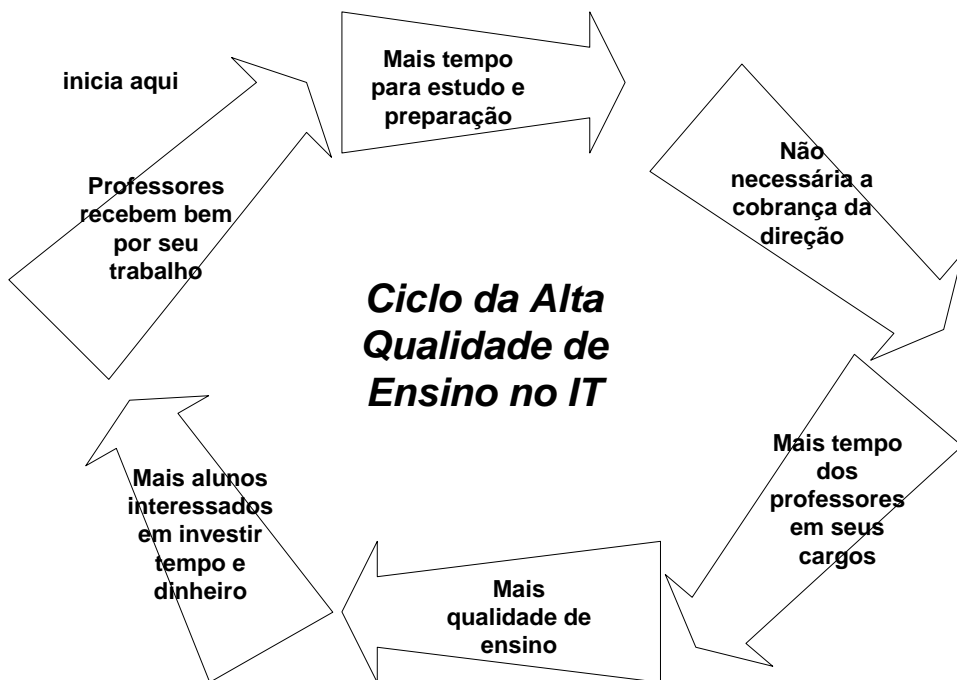 inicia aqui
Professores
recebem bem
por seu
trabalho
Mais tempo
para estudo e
preparação
Não
necessária a
cobrança da
direção
Mais tempo
dos
professores
em seus
cargos
Mais
qualidade de
ensino
Mais alunos
interessados
em investir
tempo e
dinheiro
Ciclo da Alta
Qualidade de
Ensino no IT